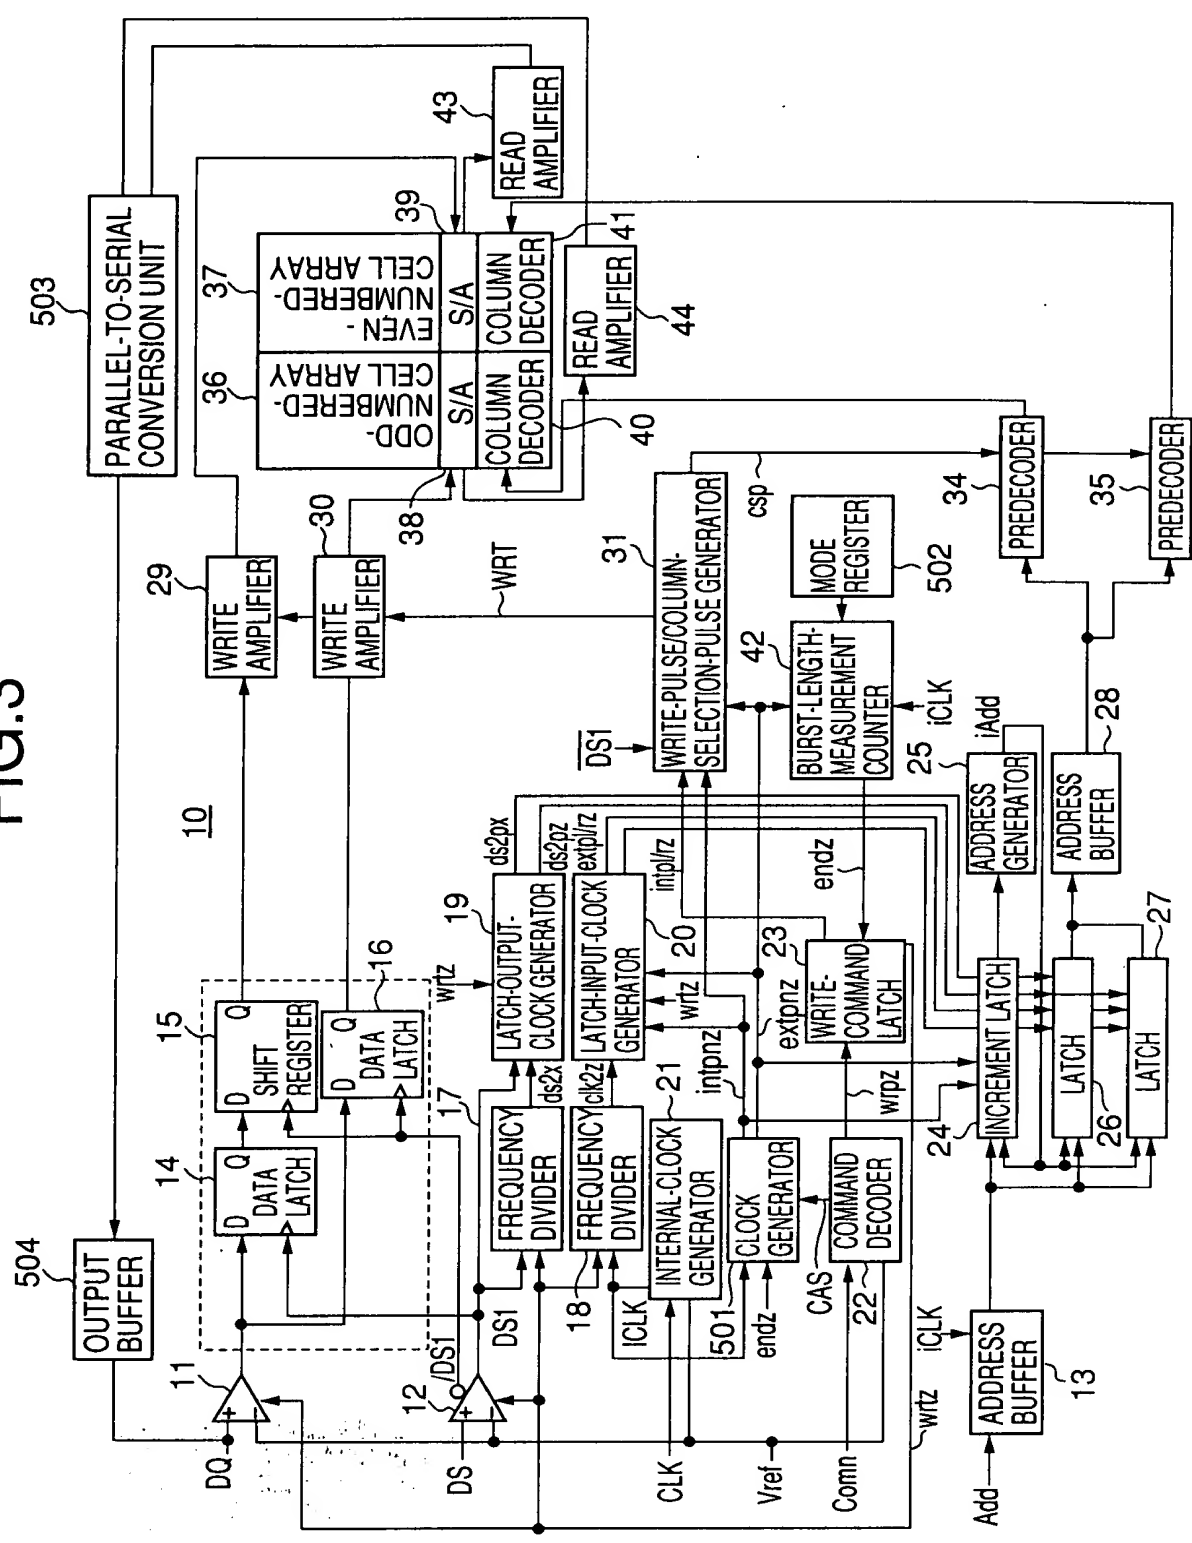 FIG.3
10
503
PARALLEL-TO-SERIAL
CONVERSION UNIT
504
OUTPUT
BUFFER
11
+
–
DQ
14
D Q
DATA
LATCH
15
D Q
SHIFT
REGISTER
16
D Q
DATA
LATCH
29
WRITE
AMPLIFIER
30
WRITE
AMPLIFIER
36
ODD-
NUMBERED-
CELL ARRAY
37
EVEN-
NUMBERED-
CELL ARRAY
38
S/A
39
S/A
40
COLUMN
DECODER
41
COLUMN
DECODER
43
READ
AMPLIFIER
44
READ
AMPLIFIER
12
+
–
DS
/DS1
DS1
17
FREQUENCY
DIVIDER
ds2x
18
FREQUENCY
DIVIDER
clk2z
iCLK
19
LATCH-OUTPUT-
CLOCK GENERATOR
wrtz
ds2px
ds2pz
20
LATCH-INPUT-CLOCK
GENERATOR
wrtz
extpl/rz
21
INTERNAL-CLOCK
GENERATOR
CLK
501
CLOCK
GENERATOR
endz
intpnz
extpnz
CAS
22
COMMAND
DECODER
wrpz
Vref
Comn
23
WRITE-
COMMAND
LATCH
intpl/rz
endz
wrtz
31
WRITE-PULSE/COLUMN-
SELECTION-PULSE GENERATOR
DS1
WRT
csp
42
BURST-LENGTH-
MEASUREMENT
COUNTER
iCLK
MODE
REGISTER
502
34
PREDECODER
35
PREDECODER
Add
iCLK
ADDRESS
BUFFER
13
24
INCREMENT LATCH
25
ADDRESS
GENERATOR
iAdd
LATCH
26
LATCH
27
ADDRESS
BUFFER
28